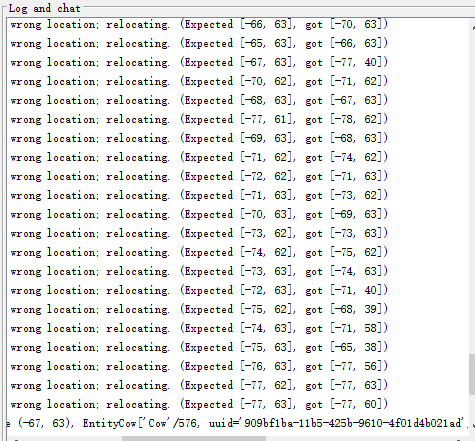 Log and chat
wrong location; relocating. (Expected [-66, 63], got [-70, 63])
wrong location; relocating. (Expected [-65, 63], got [-66, 63])
wrong location; relocating. (Expected [-67, 63], got [-77, 40])
wrong location; relocating. (Expected [-70, 62], got [-71, 62])
wrong location; relocating. (Expected [-68, 63], got [-67, 63])
wrong location; relocating. (Expected [-77, 61], got [-78, 62])
wrong location; relocating. (Expected [-69, 63], got [-68, 63])
wrong location; relocating. (Expected [-71, 62], got [-74, 62])
wrong location; relocating. (Expected [-72, 62], got [-71, 63])
wrong location; relocating. (Expected [-71, 63], got [-73, 62])
wrong location; relocating. (Expected [-70, 63], got [-69, 63])
wrong location; relocating. (Expected [-73, 62], got [-73, 63])
wrong location; relocating. (Expected [-74, 62], got [-75, 62])
wrong location; relocating. (Expected [-73, 63], got [-74, 63])
wrong location; relocating. (Expected [-72, 63], got [-71, 40])
wrong location; relocating. (Expected [-75, 62], got [-68, 39])
wrong location; relocating. (Expected [-74, 63], got [-71, 58])
wrong location; relocating. (Expected [-75, 63], got [-65, 38])
wrong location; relocating. (Expected [-76, 63], got [-77, 56])
wrong location; relocating. (Expected [-77, 62], got [-77, 63])
wrong location; relocating. (Expected [-77, 63], got [-77, 60])
e (-67, 63), EntityCow['Cow'/576, uuid='909bf1ba-11b5-425b-9610-4f01d4b021ad'